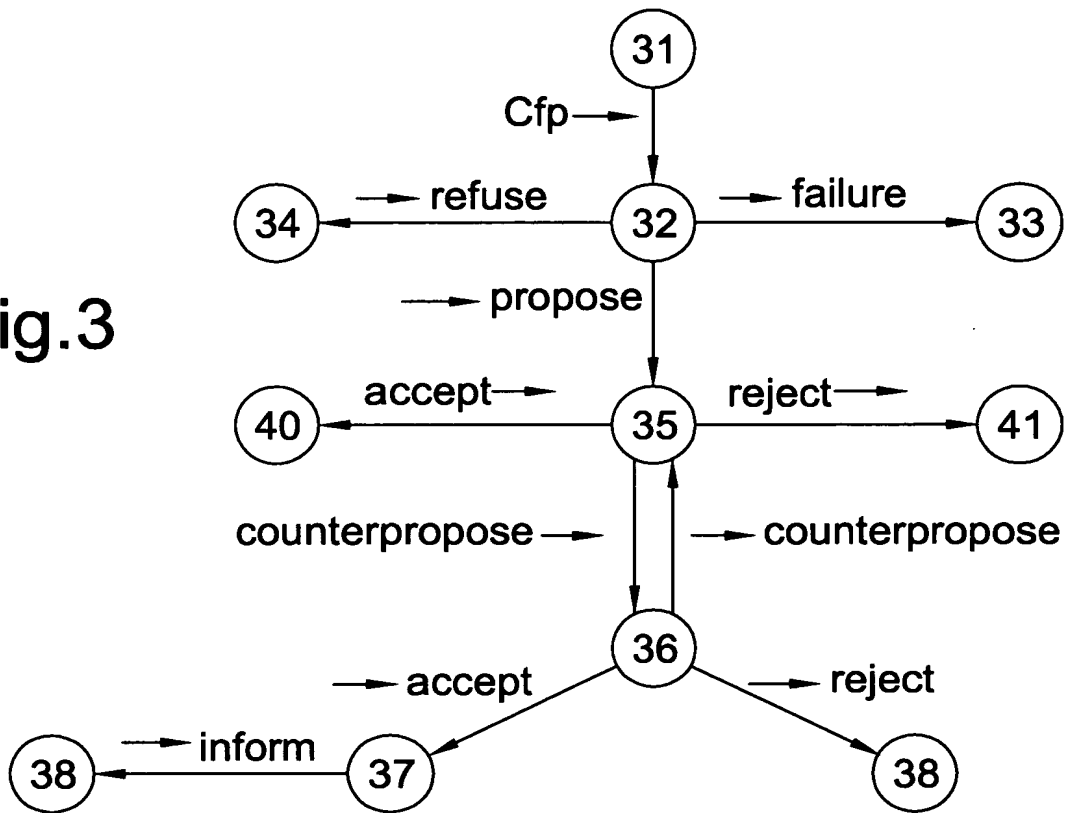 31
Cfp
refuse
failure
34
32
33
propose
ig.3
accept
reject
40
35
41
counterpropose
counterpropose
36
accept
reject
inform
38
37
38